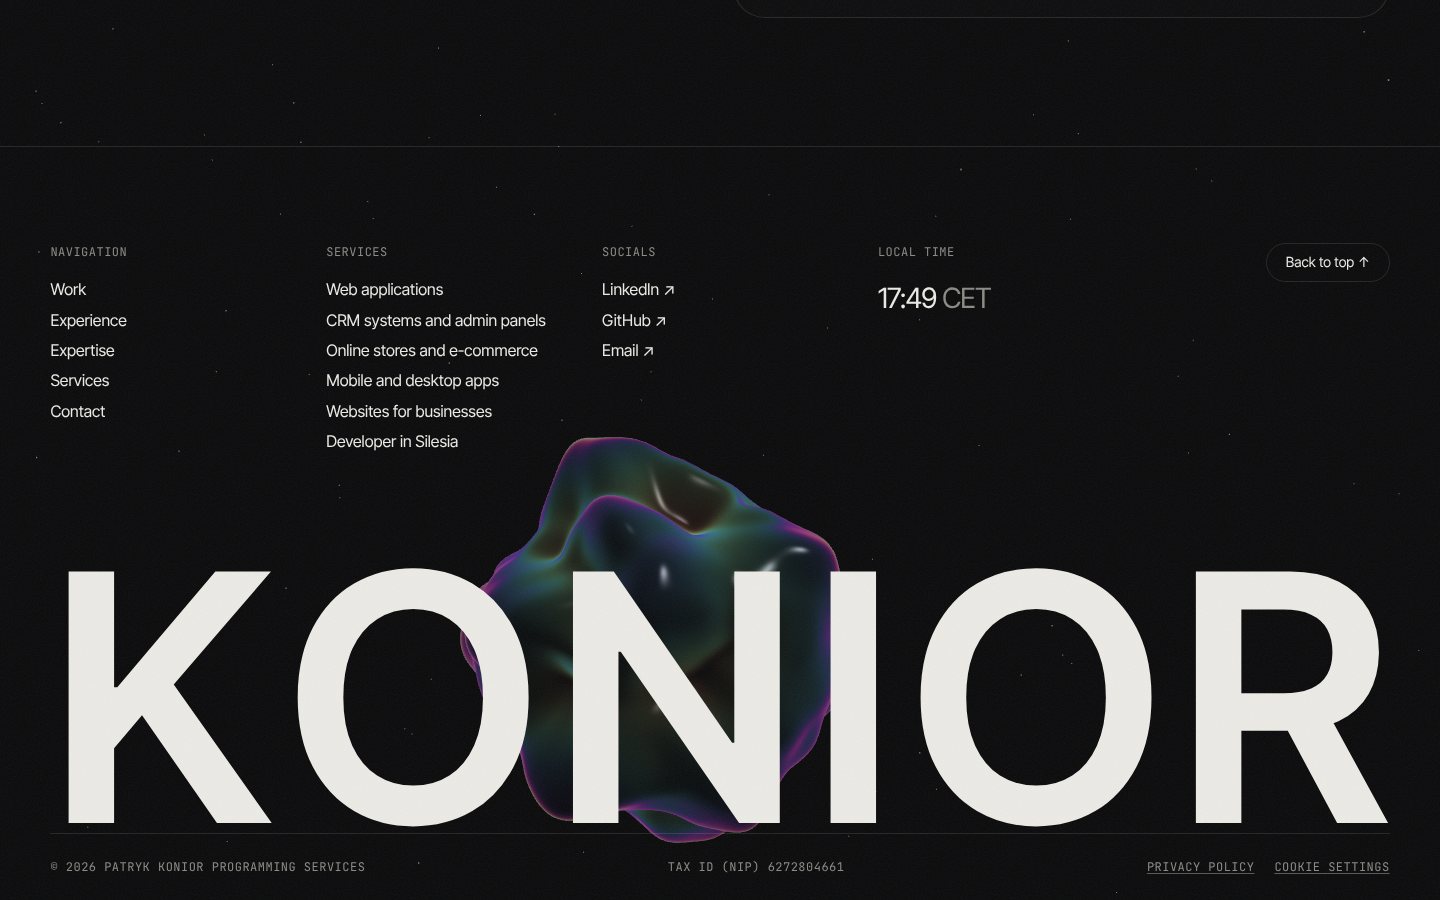 NAVIGATION
Work
Experience
Expertise
Services
Contact
SERVICES
Web applications
CRM systems and admin panels
Online stores and e-commerce
Mobile and desktop apps
Websites for businesses
Developer in Silesia
SOCIALS
LinkedIn ↗
GitHub ↗
Email ↗
LOCAL TIME
17:49 CET
Back to top ↑
KONIOR
© 2026 PATRYK KONIOR PROGRAMMING SERVICES
TAX ID (NIP) 6272804661
PRIVACY POLICY
COOKIE SETTINGS